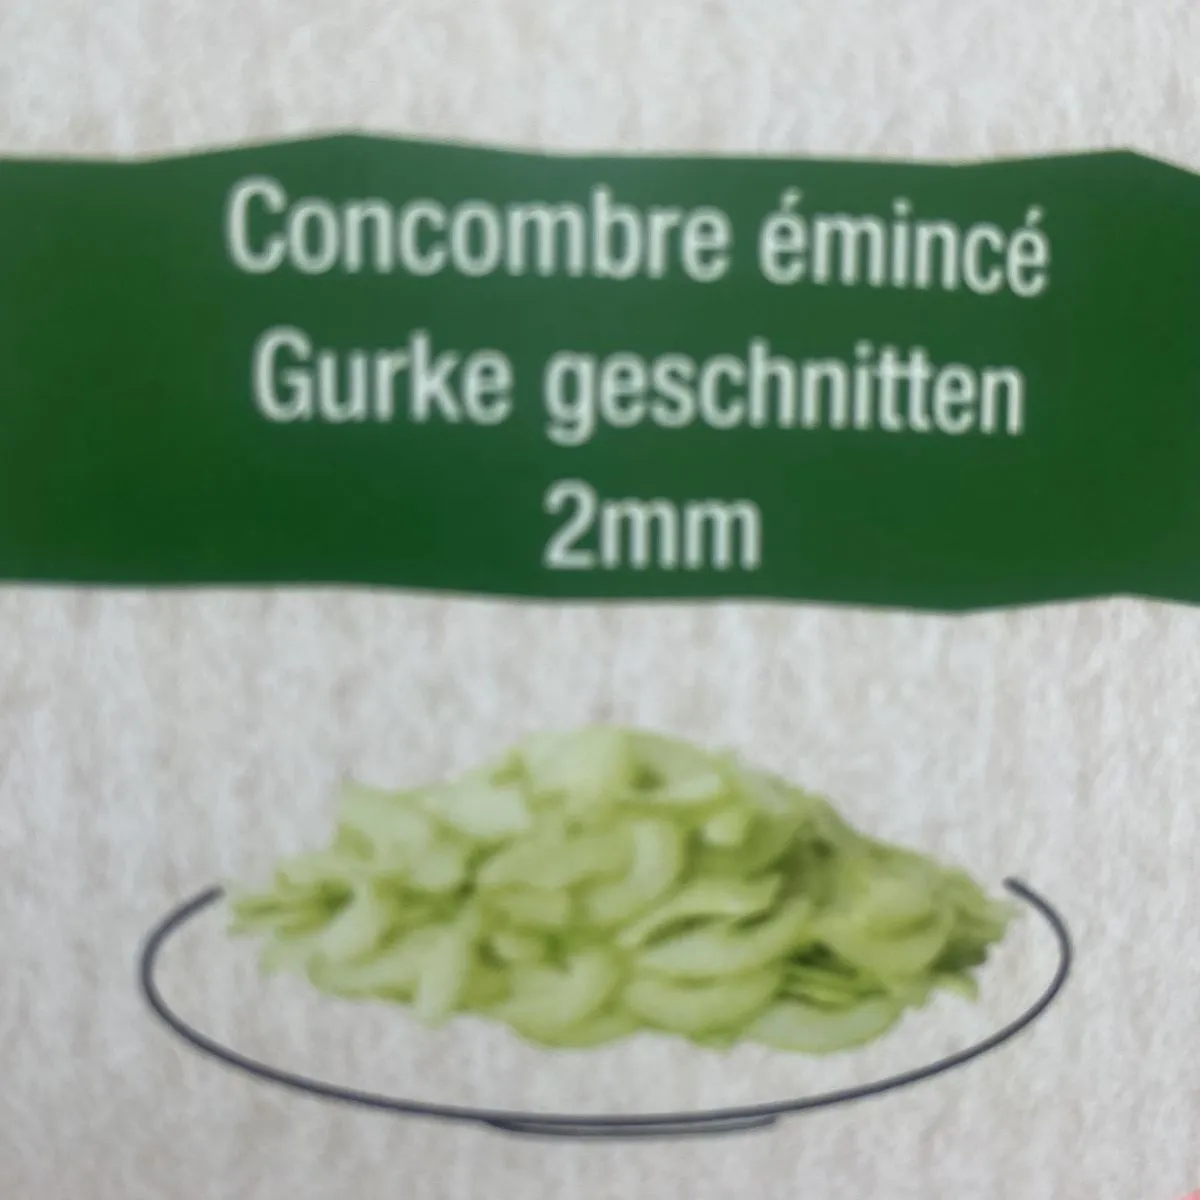 Concombre émincé
Gurke geschnitten
2mm